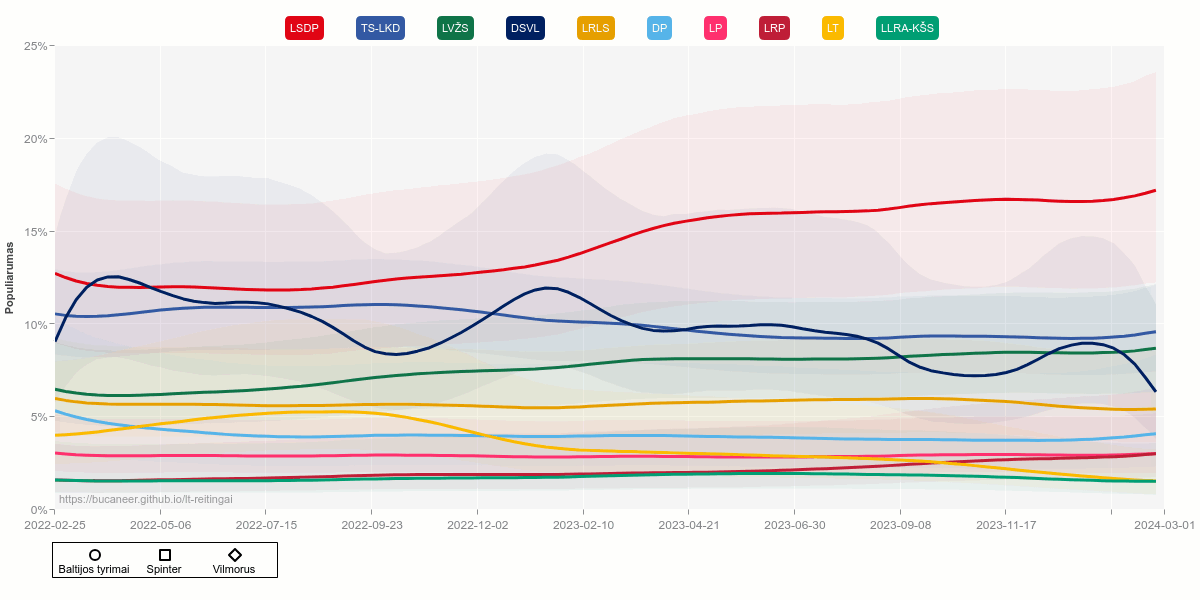 LSDP TS-LKD LVŽS DSVL LRLS DP LP LRP LT LLRA-KŠS
25%
20%
15%
10%
5%
0%
Populiarumas
https://bucaneer.github.io/lt-reitingai
2022-02-25 2022-05-06 2022-07-15 2022-09-23 2022-12-02 2023-02-10 2023-04-21 2023-06-30 2023-09-08 2023-11-17 2024-03-01
Baltijos tyrimai Spinter Vilmorus